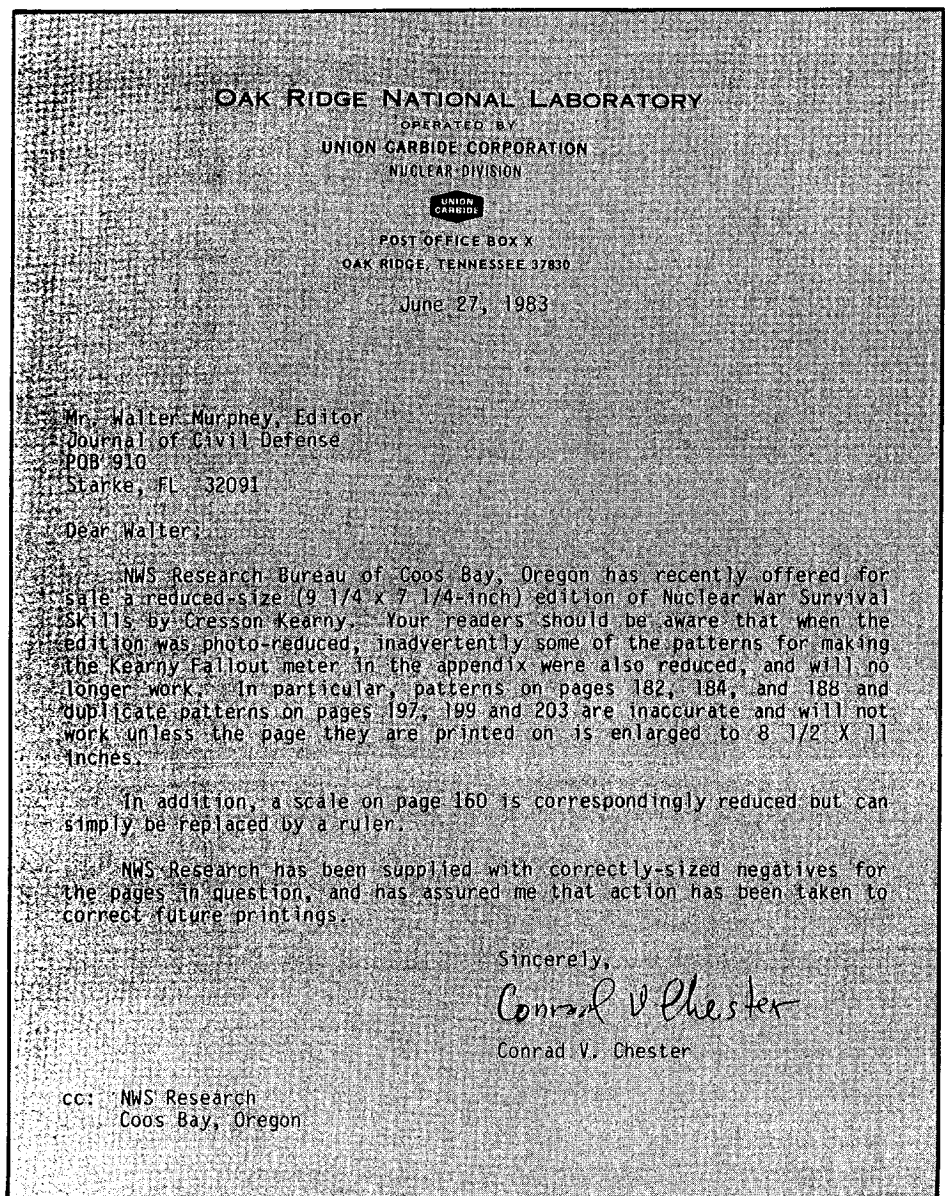 OAK RIDGE NATIONAL LABORATORY
OPERATED BY
UNION CARBIDE CORPORATION
NUCLEAR DIVISION
UNION
CARBIDE
POST OFFICE BOX X
OAK RIDGE, TENNESSEE 37830
June 27, 1983
Mr. Walter Murphey, Editor
Journal of Civil Defense
POB 910
Starke, FL 32091
Dear Walter:
NWS Research Bureau of Coos Bay, Oregon has recently offered for
sale a reduced-size (9 1/4 x 7 1/4-inch) edition of Nuclear War Survival
Skills by Cresson Kearny. Your readers should be aware that when the
edition was photo-reduced, inadvertently some of the patterns for making
the Kearny Fallout meter in the appendix were also reduced, and will no
longer work. In particular, patterns on pages 182, 184, and 188 and
duplicate patterns on pages 197, 199 and 203 are inaccurate and will not
work unless the page they are printed on is enlarged to 8 1/2 X 11
inches.
In addition, a scale on page 160 is correspondingly reduced but can
simply be replaced by a ruler.
NWS Research has been supplied with correctly-sized negatives for
the pages in question, and has assured me that action has been taken to
correct future printings.
Sincerely,
Conrad V Chester
Conrad V. Chester
cc: NWS Research
Coos Bay, Oregon